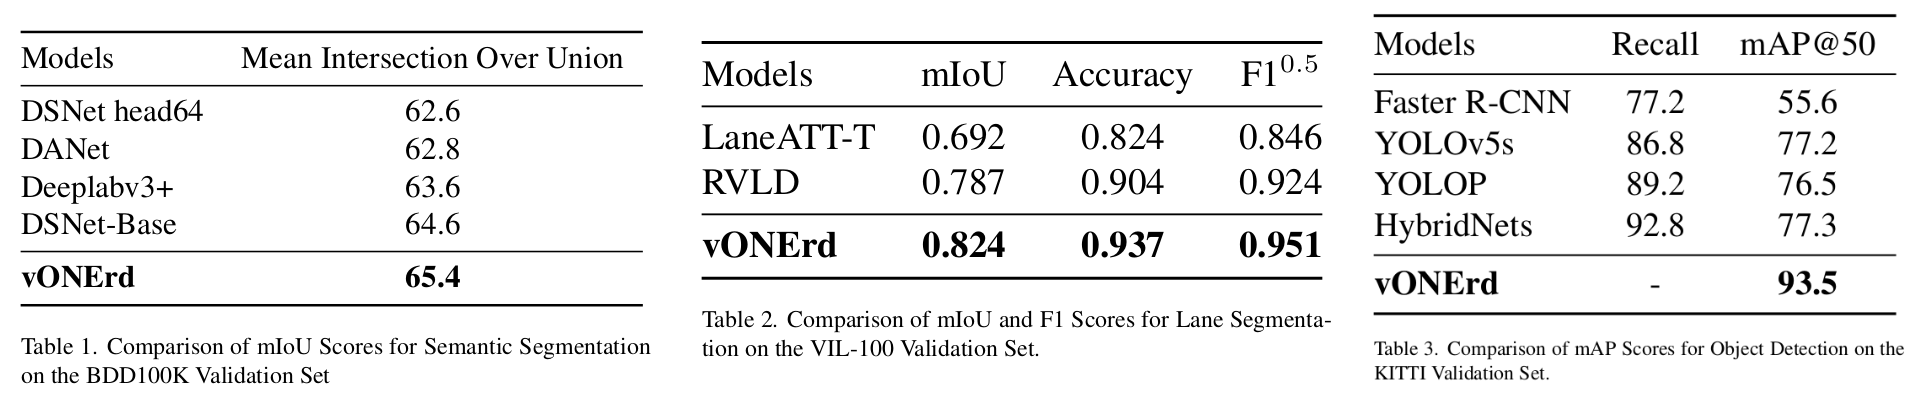 Models Mean Intersection Over Union
DSNet head64 62.6
DANet 62.8
Deeplabv3+ 63.6
DSNet-Base 64.6
vONErd 65.4
Table 1. Comparison of mIoU Scores for Semantic Segmentation
on the BDD100K Validation Set
Models mIoU Accuracy F1^0.5
LaneATT-T 0.692 0.824 0.846
RVLD 0.787 0.904 0.924
vONErd 0.824 0.937 0.951
Table 2. Comparison of mIoU and F1 Scores for Lane Segmenta-
tion on the VIL-100 Validation Set.
Models Recall mAP@50
Faster R-CNN 77.2 55.6
YOLOv5s 86.8 77.2
YOLOP 89.2 76.5
HybridNets 92.8 77.3
vONErd - 93.5
Table 3. Comparison of mAP Scores for Object Detection on the
KITTI Validation Set.